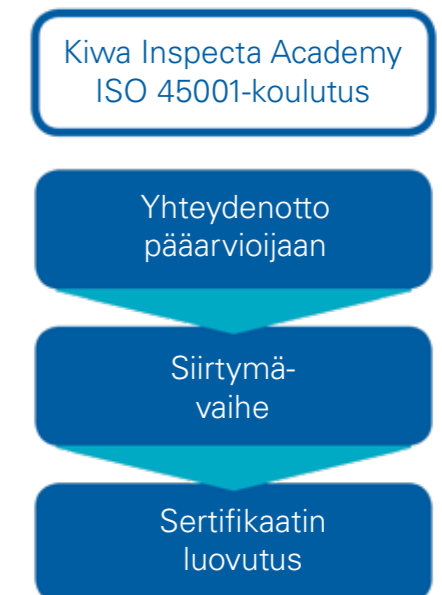 Kiwa Inspecta Academy
ISO 45001-koulutus
Yhteydenotto
pääarvioijaan
Siirtymä-
vaihe
Sertifikaatin
luovutus